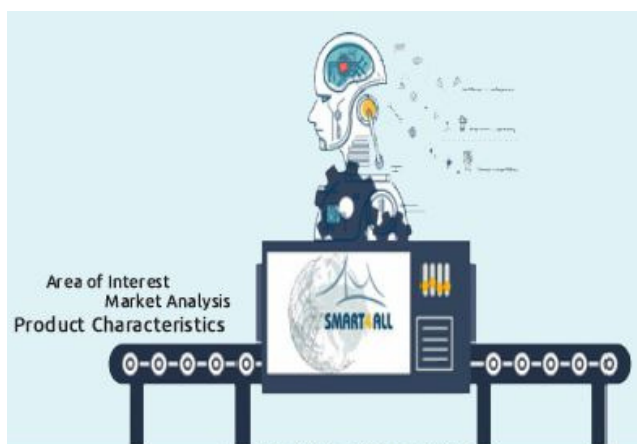 Area of Interest
Market Analysis
Product Characteristics
SMART4ALL